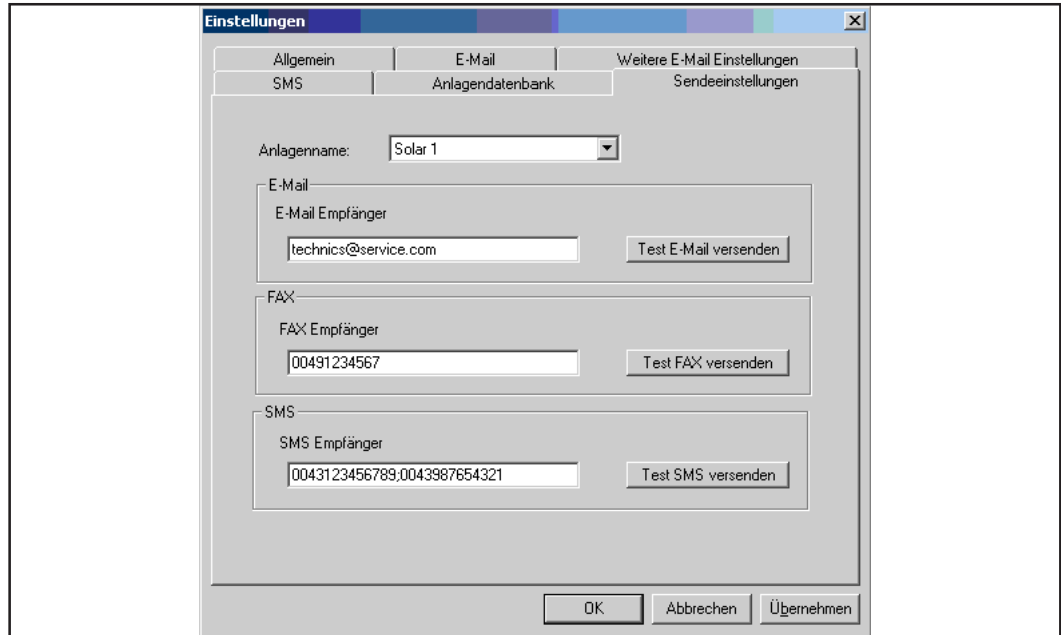 Einstellungen
Allgemein
E-Mail
Weitere E-Mail Einstellungen
SMS
Anlagendatenbank
Sendeeinstellungen
Anlagenname:
Solar 1
E-Mail
E-Mail Empfänger
technics@service.com
Test E-Mail versenden
FAX
FAX Empfänger
00491234567
Test FAX versenden
SMS
SMS Empfänger
0043123456789;0043987654321
Test SMS versenden
OK
Abbrechen
Übernehmen